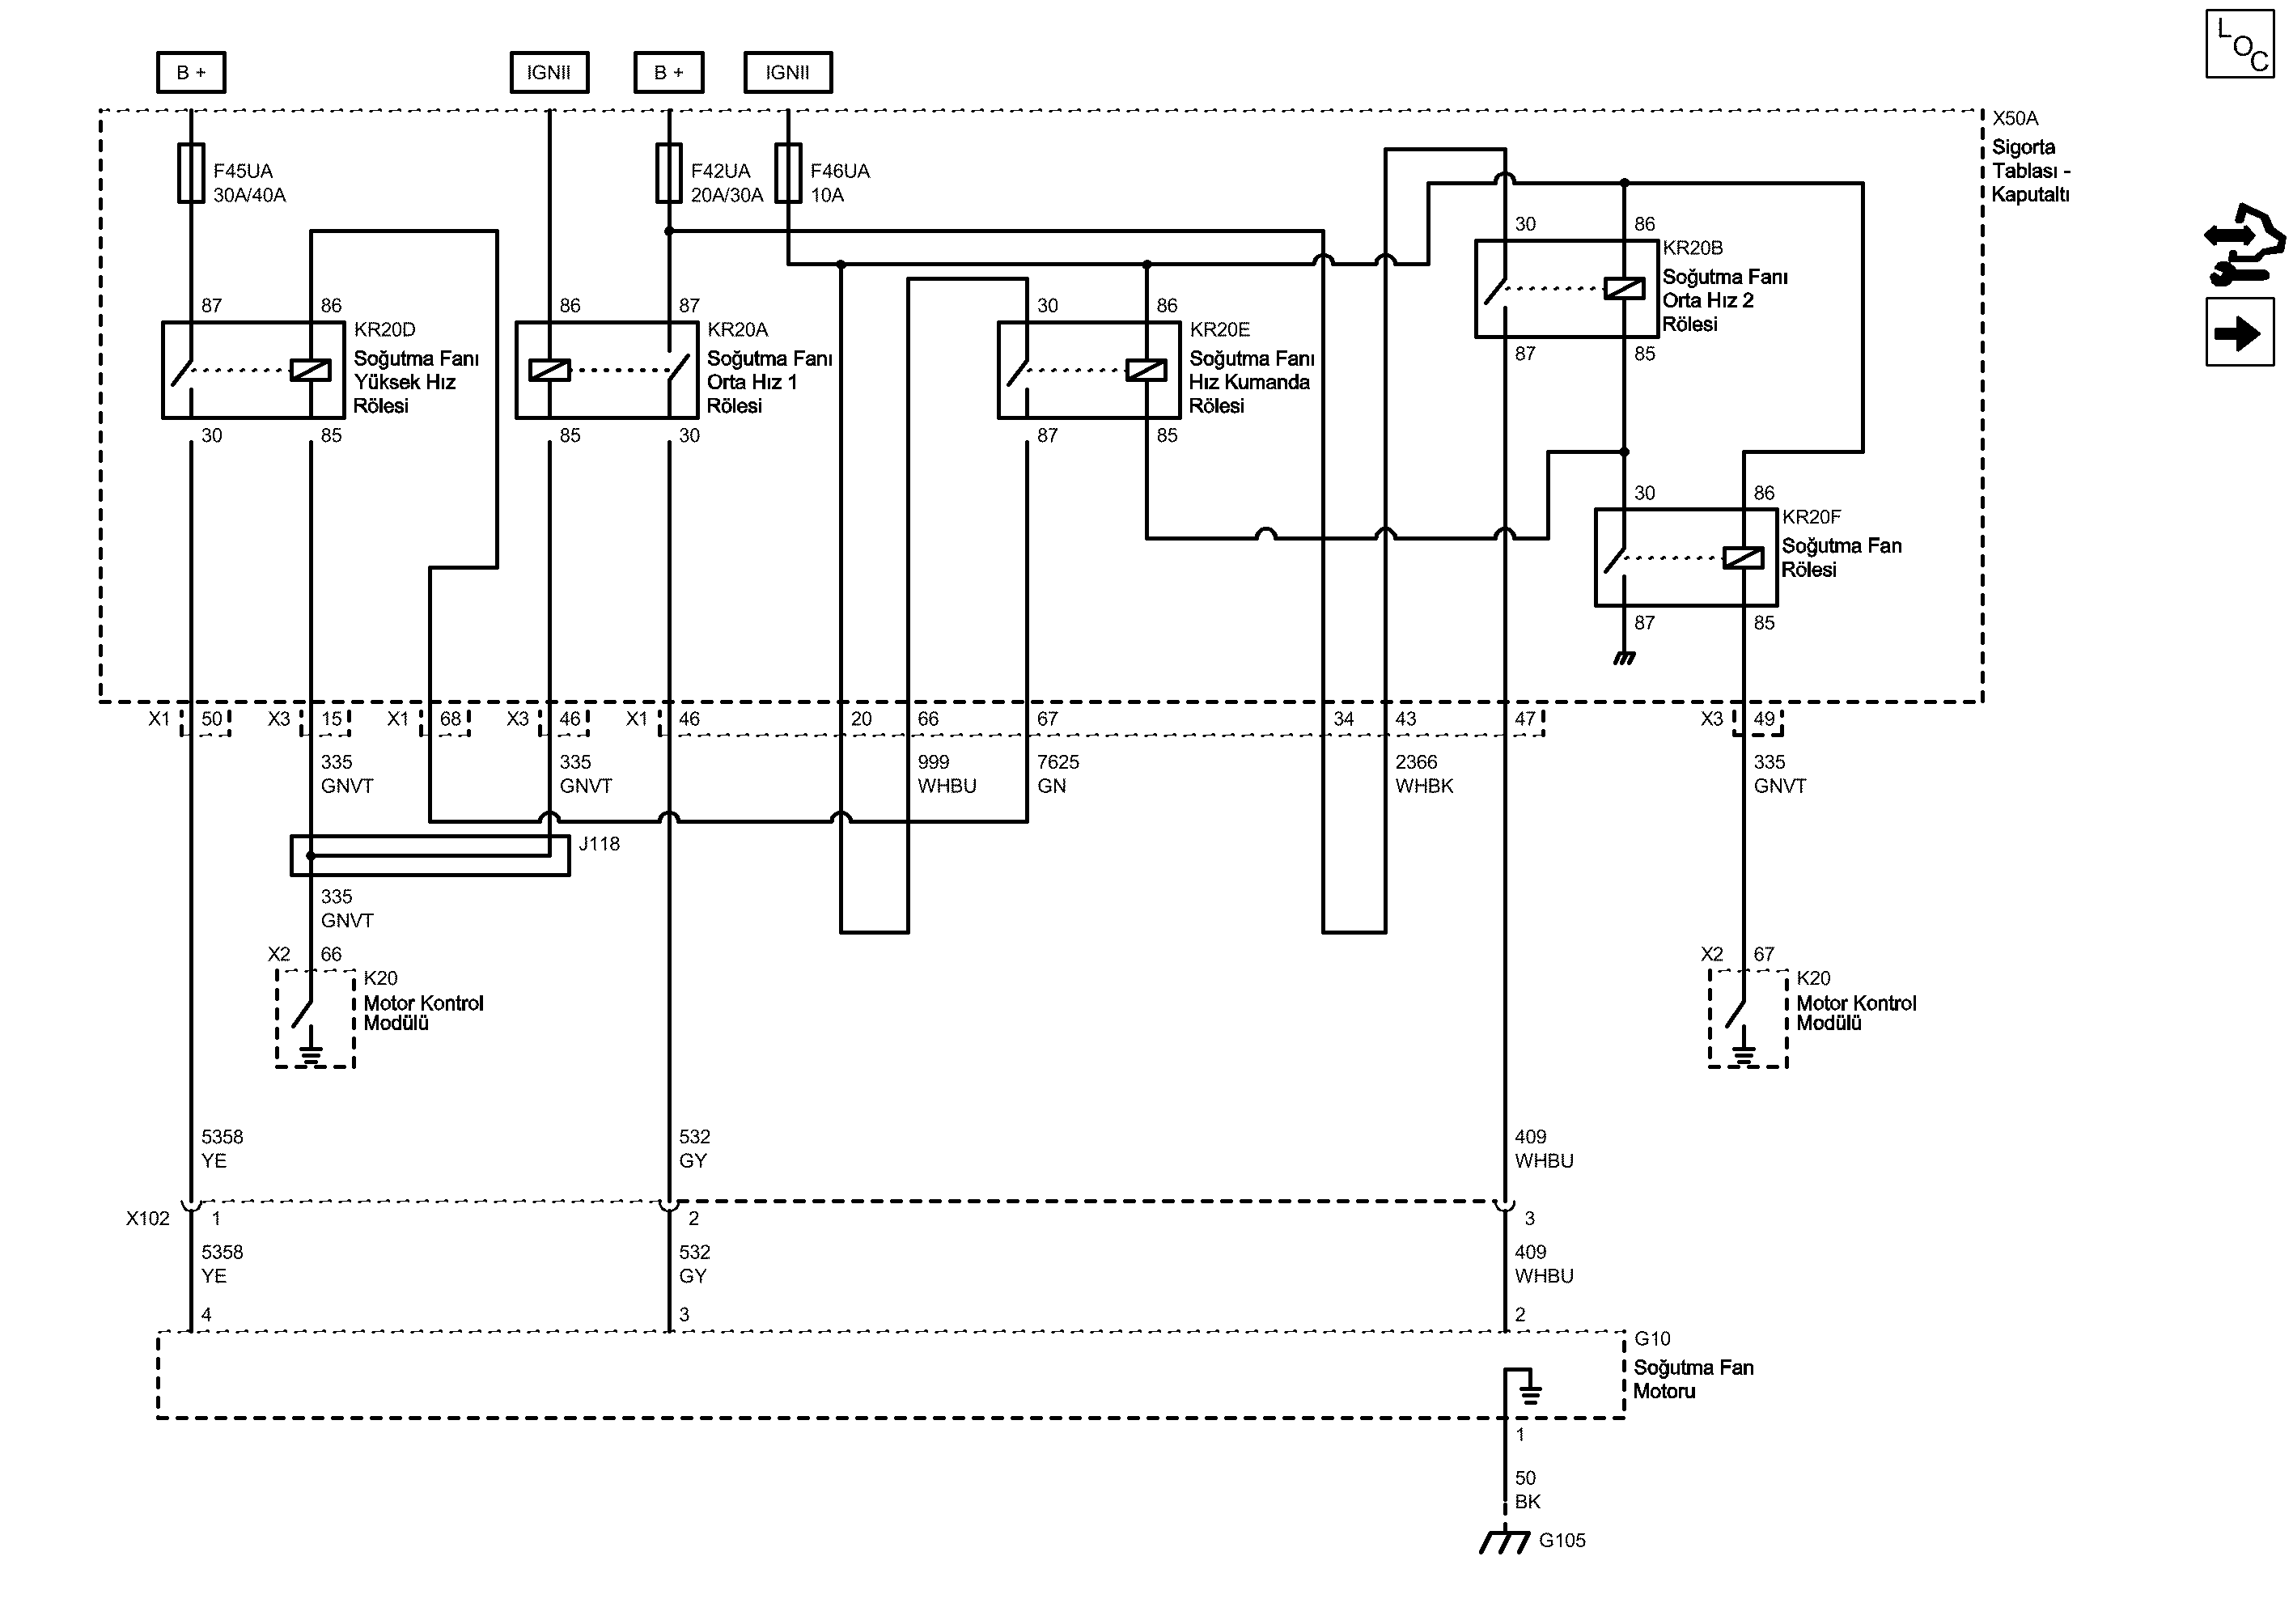 LOC
B +
IGNII
B +
IGNII
X50A
Sigorta
Tablası -
Kaputaltı
F45UA
30A/40A
F42UA
20A/30A
F46UA
10A
30
86
KR20B
Soğutma Fanı
Orta Hız 2
Rölesi
87
85
87
86
KR20D
Soğutma Fanı
Yüksek Hız
Rölesi
30
85
86
87
KR20A
Soğutma Fanı
Orta Hız 1
Rölesi
85
30
30
86
KR20E
Soğutma Fanı
Hız Kumanda
Rölesi
87
85
30
86
KR20F
Soğutma Fan
Rölesi
87
85
X1
50
X3
15
X1
68
X3
46
X1
46
20
66
67
34
43
47
X3
49
335
GNVT
335
GNVT
999
WHBU
7625
GN
2366
WHBK
335
GNVT
J118
335
GNVT
X2
66
K20
Motor Kontrol
Modülü
X2
67
K20
Motor Kontrol
Modülü
5358
YE
532
GY
409
WHBU
X102
1
2
3
5358
YE
532
GY
409
WHBU
4
3
2
G10
Soğutma Fan
Motoru
1
50
BK
G105